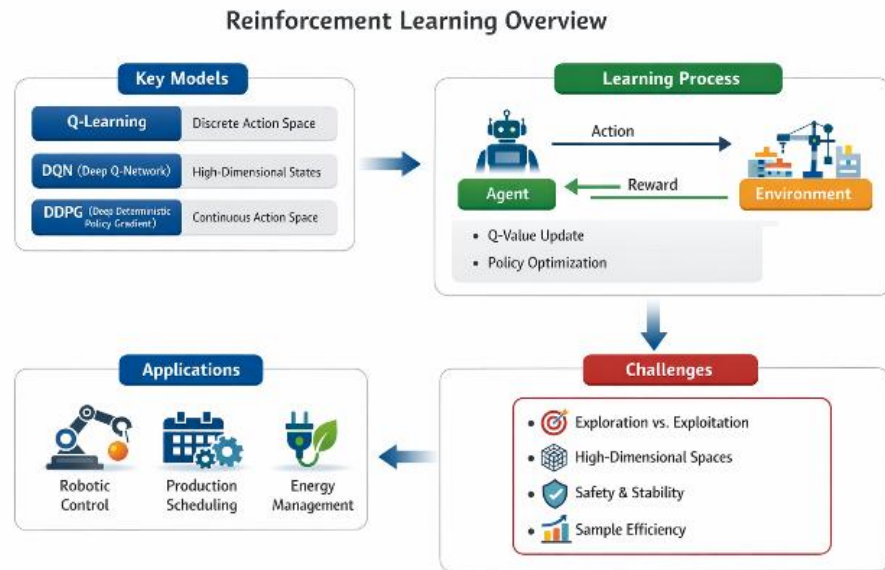 Reinforcement Learning Overview
Key Models
Q-Learning
Discrete Action Space
DQN (Deep Q-Network)
High-Dimensional States
DDPG (Deep Deterministic
Policy Gradient)
Continuous Action Space
Learning Process
Action
Reward
Agent
Environment
• Q-Value Update
• Policy Optimization
Applications
Robotic
Control
Production
Scheduling
Energy
Management
Challenges
• Exploration vs. Exploitation
• High-Dimensional Spaces
• Safety & Stability
• Sample Efficiency